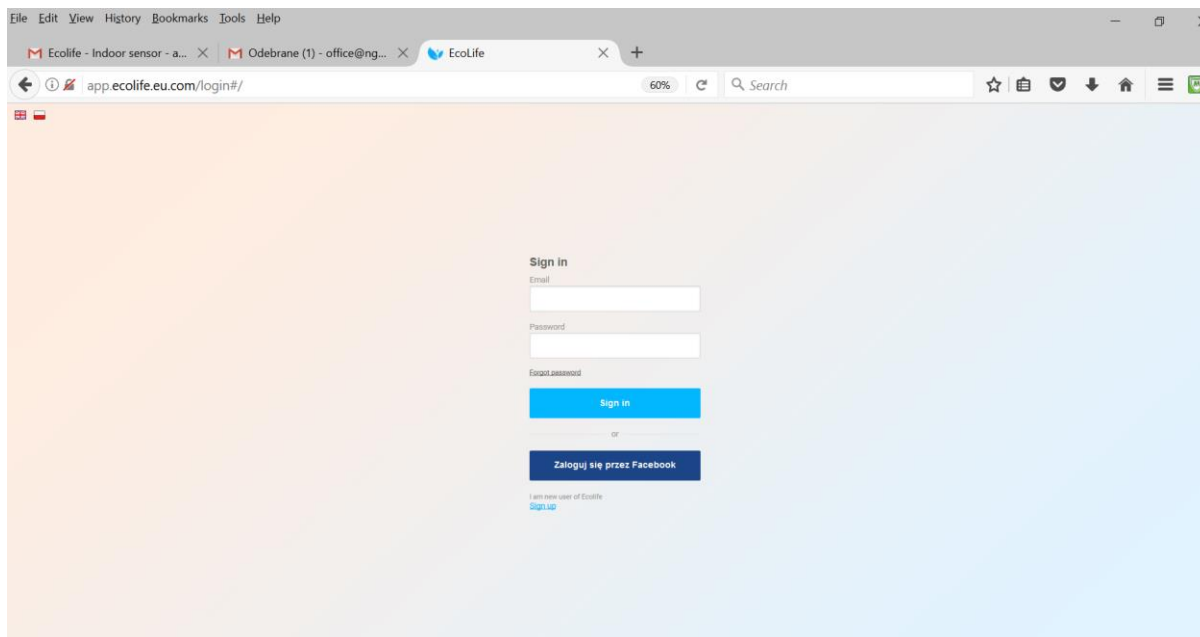 File Edit View History Bookmarks Tools Help
Ecolife - Indoor sensor - a... Odebrane (1) - office@ng... EcoLife
app.ecolife.eu.com/login#/ 60% Search
Sign in
Email
Password
Forgot password
Sign in
or
Zaloguj się przez Facebook
I am new user of Ecolife
Sign up